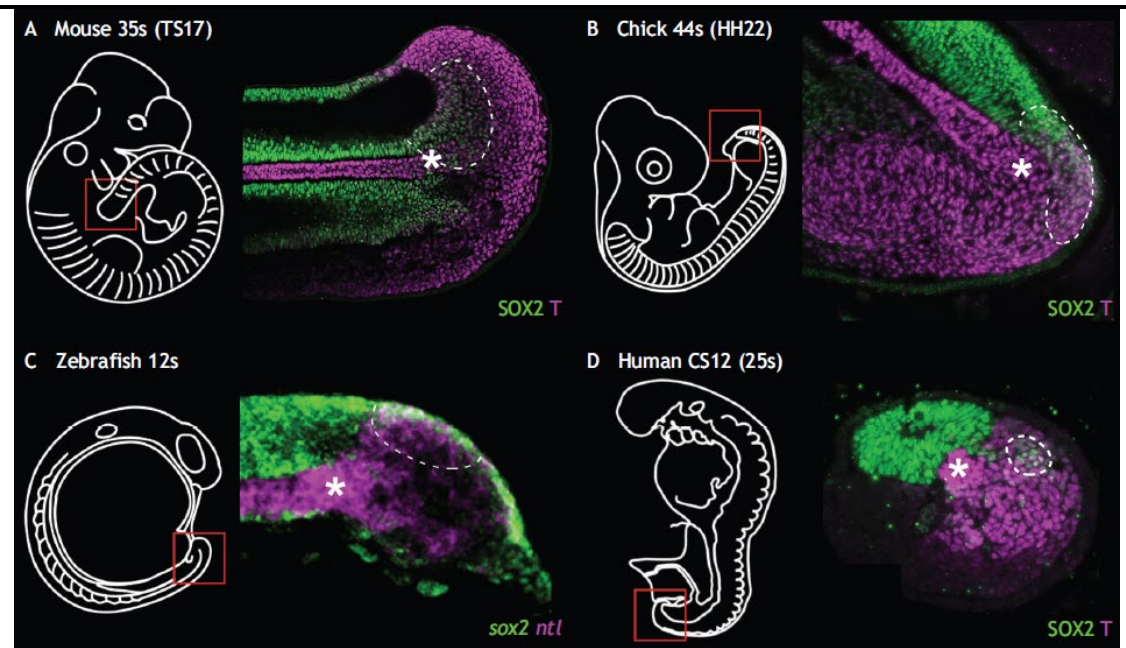 A Mouse 35s (TS17)
SOX2 T
B Chick 44s (HH22)
SOX2 T
C Zebrafish 12s
sox2 ntl
D Human CS12 (25s)
SOX2 T